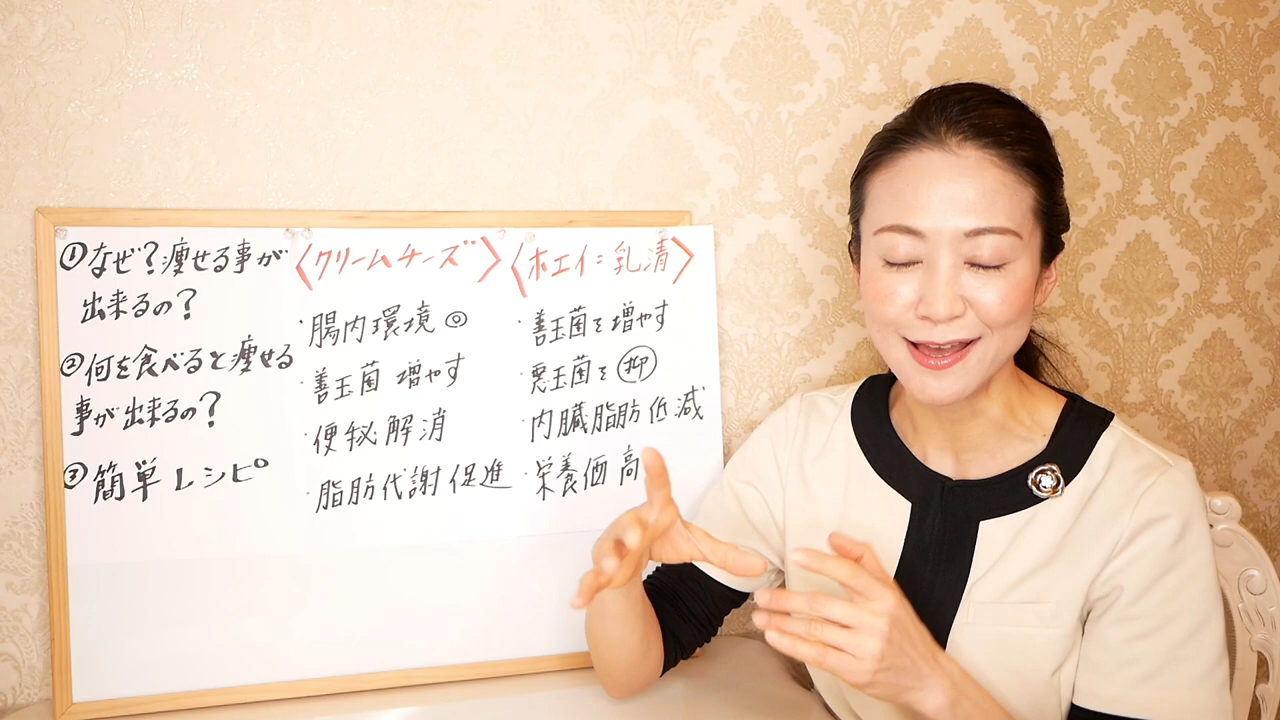 ①なぜ?痩せる事が
出来るの?
②何を食べると痩せる
事が出来るの?
③簡単レシピ
〈クリームチーズ〉
・腸内環境◎
・善玉菌増やす
・便秘解消
・脂肪代謝促進
〈ホエイ=乳清〉
・善玉菌を増やす
・悪玉菌を㊥抑
・内臓脂肪低減
・栄養価高